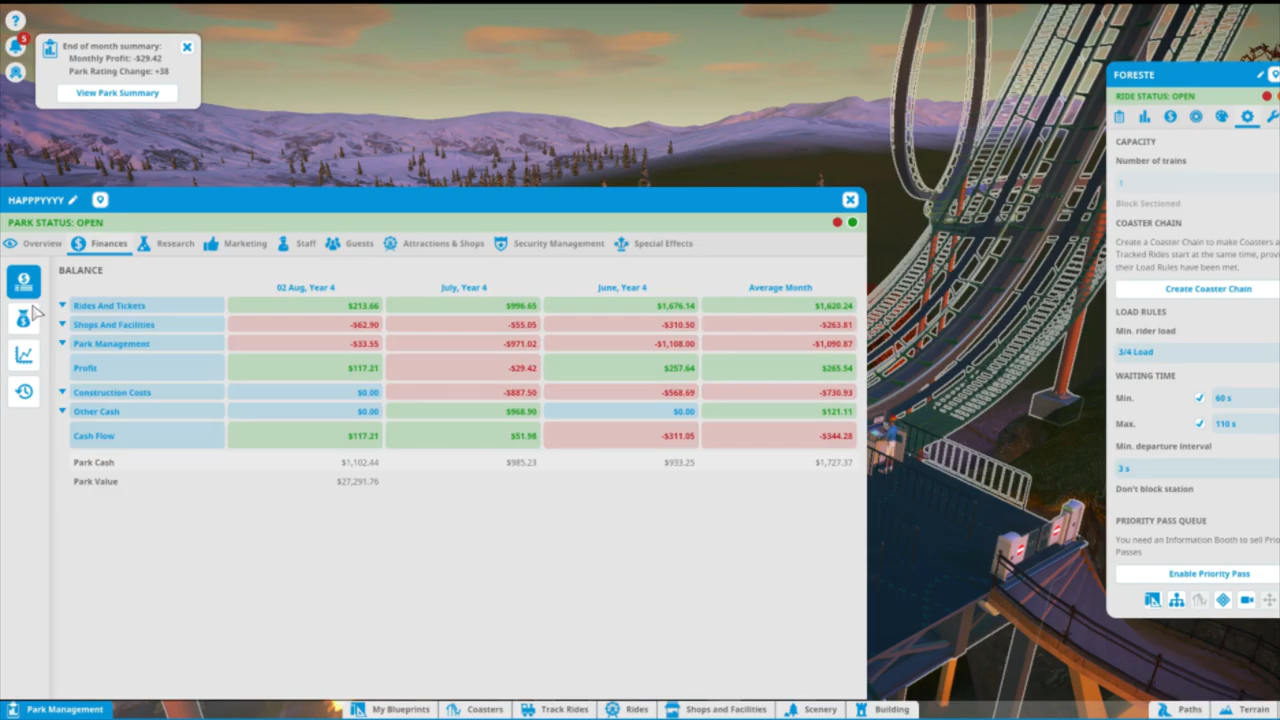 ?
5
End of month summary:
Monthly Profit: -$29.42
Park Rating Change: +38
View Park Summary
HAPPPYYYY
PARK STATUS: OPEN
Overview Finances Research Marketing Staff Guests Attractions & Shops Security Management Special Effects
BALANCE
02 Aug, Year 4 July, Year 4 June, Year 4 Average Month
Rides And Tickets $213.66 $996.65 $1,676.14 $1,620.24
Shops And Facilities -$62.90 -$55.05 -$310.50 -$263.81
Park Management -$33.55 -$971.02 -$1,108.00 -$1,090.87
Profit $117.21 -$29.42 $257.64 $265.54
Construction Costs $0.00 -$887.50 -$568.69 -$730.93
Other Cash $0.00 $968.90 $0.00 $121.11
Cash Flow $117.21 $51.98 -$311.05 -$344.28
Park Cash $1,102.44 $985.23 $933.25 $1,727.37
Park Value $27,291.76
FORESTE
RIDE STATUS: OPEN
CAPACITY
Number of trains
1
Block Sectioned
COASTER CHAIN
Create a Coaster Chain to make Coasters a
Tracked Rides start at the same time, provi
their Load Rules have been met.
Create Coaster Chain
LOAD RULES
Min. rider load
3/4 Load
WAITING TIME
Min. 60 s
Max. 110 s
Min. departure interval
3 s
Don't block station
PRIORITY PASS QUEUE
You need an Information Booth to sell Prio
Passes
Enable Priority Pass
Park Management My Blueprints Coasters Track Rides Rides Shops and Facilities Scenery Building Paths Terrain